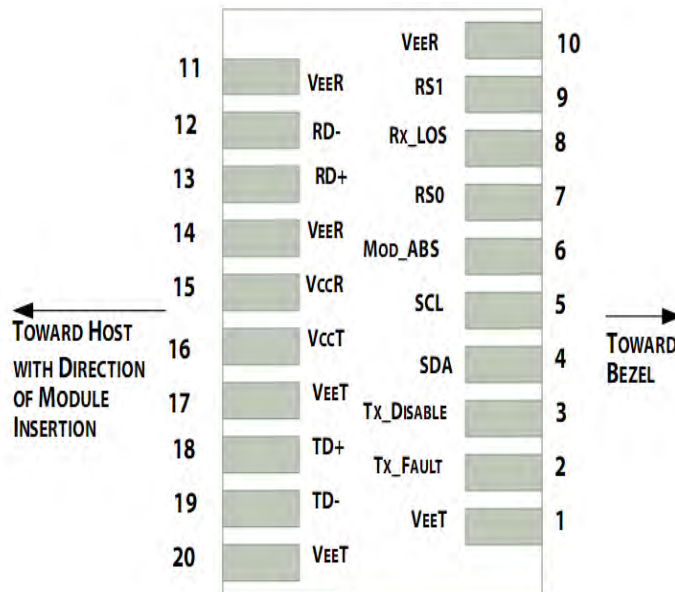 VEER 10
11 VEER
RS1 9
12 RD-
RX_LOS 8
13 RD+
RS0 7
14 VEER
MOD_ABS 6
15 VCCR
SCL 5
TOWARD HOST
WITH DIRECTION
OF MODULE
INSERTION
16 VCCT
SDA 4
TOWARD
BEZEL
17 VEET
TX_DISABLE 3
18 TD+
TX_FAULT 2
19 TD-
VEET 1
20 VEET